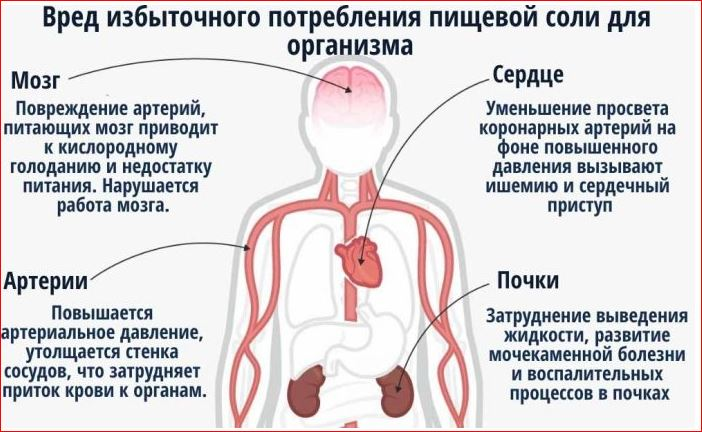 Вред избыточного потребления пищевой соли для
организма
Мозг
Повреждение артерий,
питающих мозг приводит
к кислородному
голоданию и недостатку
питания. Нарушается
работа мозга.
Сердце
Уменьшение просвета
коронарных артерий на
фоне повышенного
давления вызывают
ишемию и сердечный
приступ
Артерии
Повышается
артериальное давление,
утолщается стенка
сосудов, что затрудняет
приток крови к органам.
Почки
Затруднение выведения
жидкости, развитие
мочекаменной болезни
и воспалительных
процессов в почках